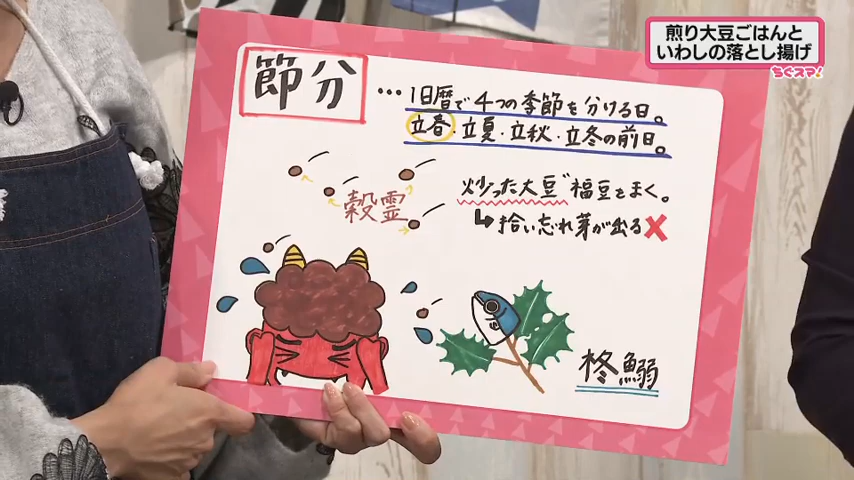 煎り大豆ごはんと
いわしの落とし揚げ
ちぐスマ!
節分
…旧暦で4つの季節を分ける日。
立春・立夏・立秋・立冬の前日。
穀霊
炒った大豆"福豆をまく。
↳拾い忘れ芽が出る✗
柊鰯